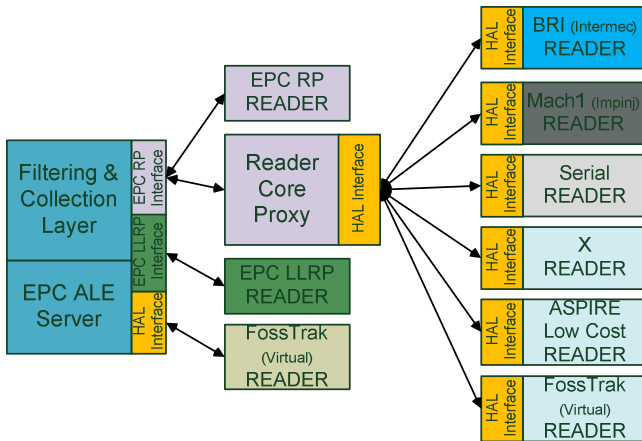 Filtering &
Collection
Layer
EPC ALE
Server
EPC RP
Interface
EPC LLRP
Interface
HAL
Interface
EPC RP
READER
Reader
Core
Proxy
HAL Interface
EPC LLRP
READER
FossTrak
(Virtual)
READER
HAL
Interface
BRI (Intermec)
READER
HAL
Interface
Mach1 (Impinj)
READER
HAL
Interface
Serial
READER
HAL
Interface
X
READER
HAL
Interface
ASPIRE
Low Cost
READER
HAL
Interface
FossTrak
(Virtual)
READER